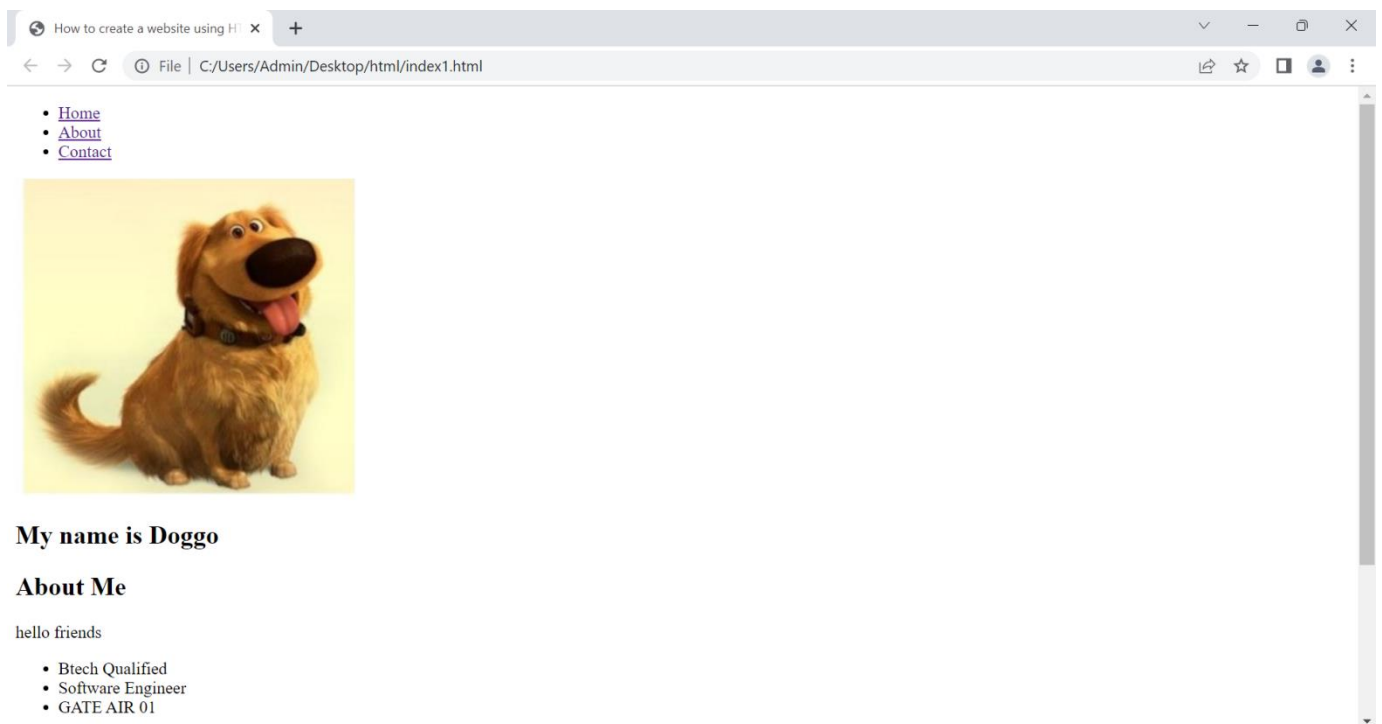 How to create a website using HT
File | C:/Users/Admin/Desktop/html/index1.html
Home
About
Contact
My name is Doggo
About Me
hello friends
Btech Qualified
Software Engineer
GATE AIR 01